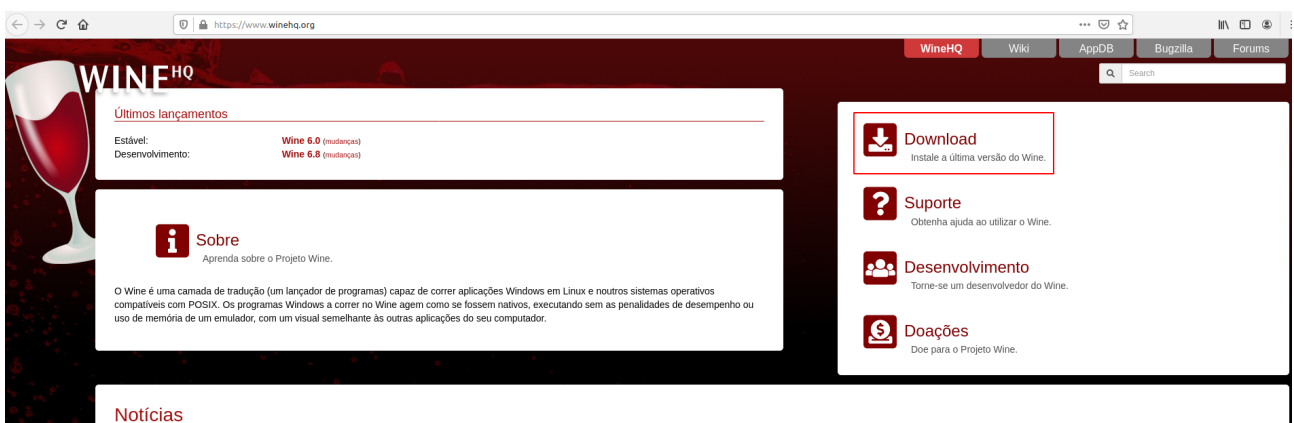 https://www.winehq.org
WineHQ Wiki AppDB Bugzilla Forums
WINE HQ
Search
Últimos lançamentos
Estável: Wine 6.0 (mudanças)
Desenvolvimento: Wine 6.8 (mudanças)
Sobre
Aprenda sobre o Projeto Wine.
O Wine é uma camada de tradução (um lançador de programas) capaz de correr aplicações Windows em Linux e noutros sistemas operativos
compatíveis com POSIX. Os programas Windows a correr no Wine agem como se fossem nativos, executando sem as penalidades de desempenho ou
uso de memória de um emulador, com um visual semelhante às outras aplicações do seu computador.
Download
Instale a última versão do Wine.
Suporte
Obtenha ajuda ao utilizar o Wine.
Desenvolvimento
Torne-se um desenvolvedor do Wine.
Doações
Doe para o Projeto Wine.
Notícias